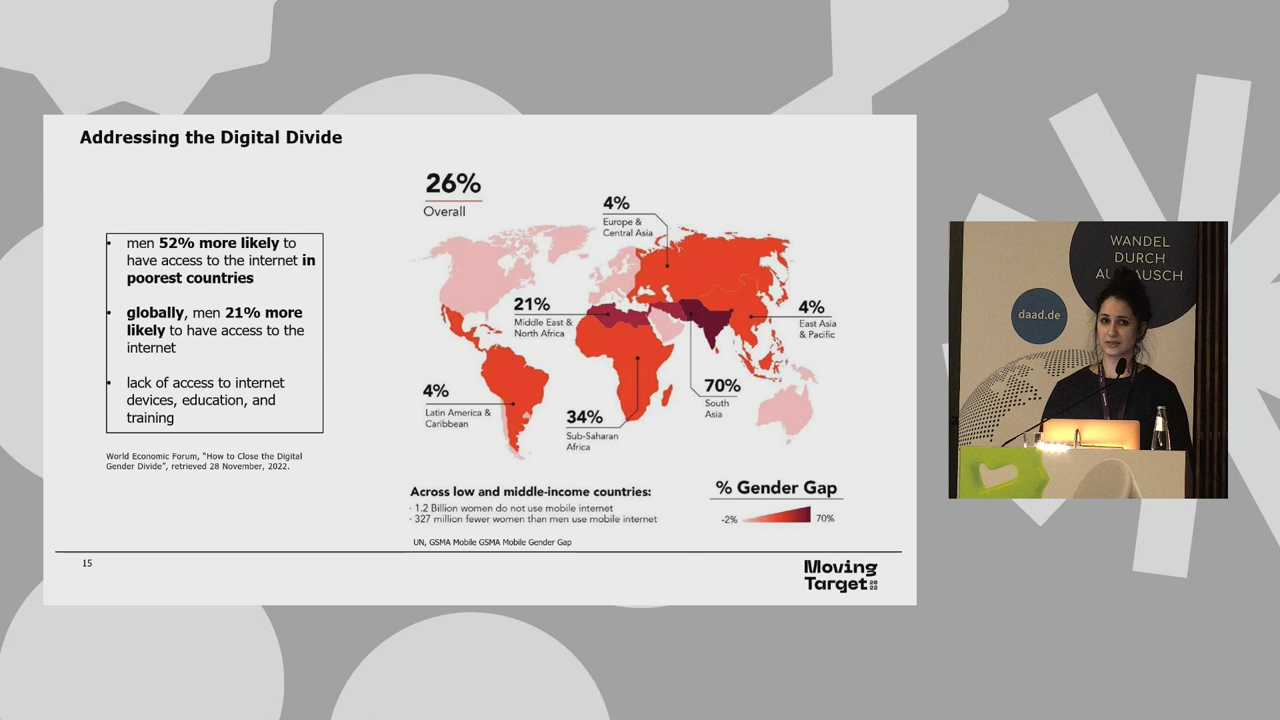 Addressing the Digital Divide
• men 52% more likely to
have access to the internet in
poorest countries
• globally, men 21% more
likely to have access to the
internet
• lack of access to internet
devices, education, and
training
World Economic Forum, “How to Close the Digital
Gender Divide”, retrieved 28 November, 2022.
26%
Overall
4%
Europe &
Central Asia
21%
Middle East &
North Africa
4%
East Asia
& Pacific
4%
Latin America &
Caribbean
34%
Sub-Saharan
Africa
70%
South
Asia
Across low and middle-income countries:
· 1.2 Billion women do not use mobile internet
· 327 million fewer women than men use mobile internet
UN, GSMA Mobile GSMA Mobile Gender Gap
% Gender Gap
-2%
70%
15
Moving
Target 20
22
WANDEL
DURCH
daad.de